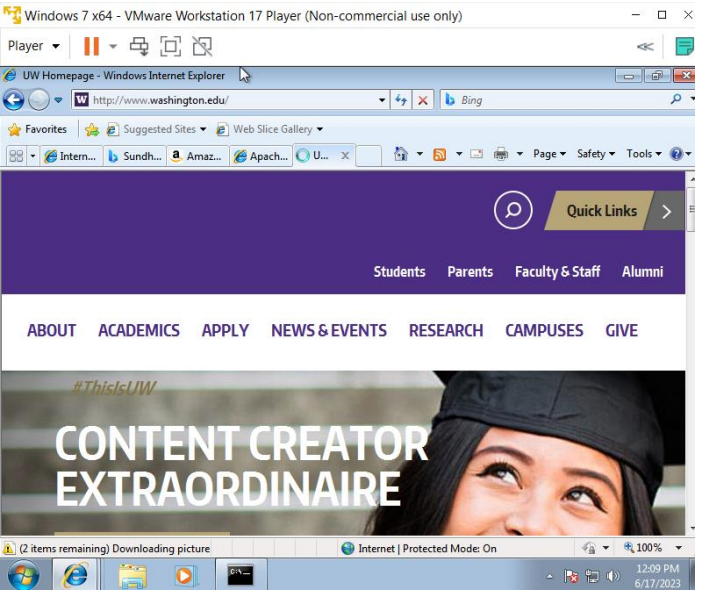 Windows 7 x64 - VMware Workstation 17 Player (Non-commercial use only)
Player
UW Homepage - Windows Internet Explorer
W http://www.washington.edu/ Bing
Favorites Suggested Sites Web Slice Gallery
Intern... Sundh... a Amaz... Apach... U... x Page Safety Tools
Quick Links
Students Parents Faculty & Staff Alumni
ABOUT ACADEMICS APPLY NEWS & EVENTS RESEARCH CAMPUSES GIVE
#ThisIsUW
CONTENT CREATOR
EXTRAORDINAIRE
(2 items remaining) Downloading picture Internet | Protected Mode: On 100%
12:09 PM
6/17/2023